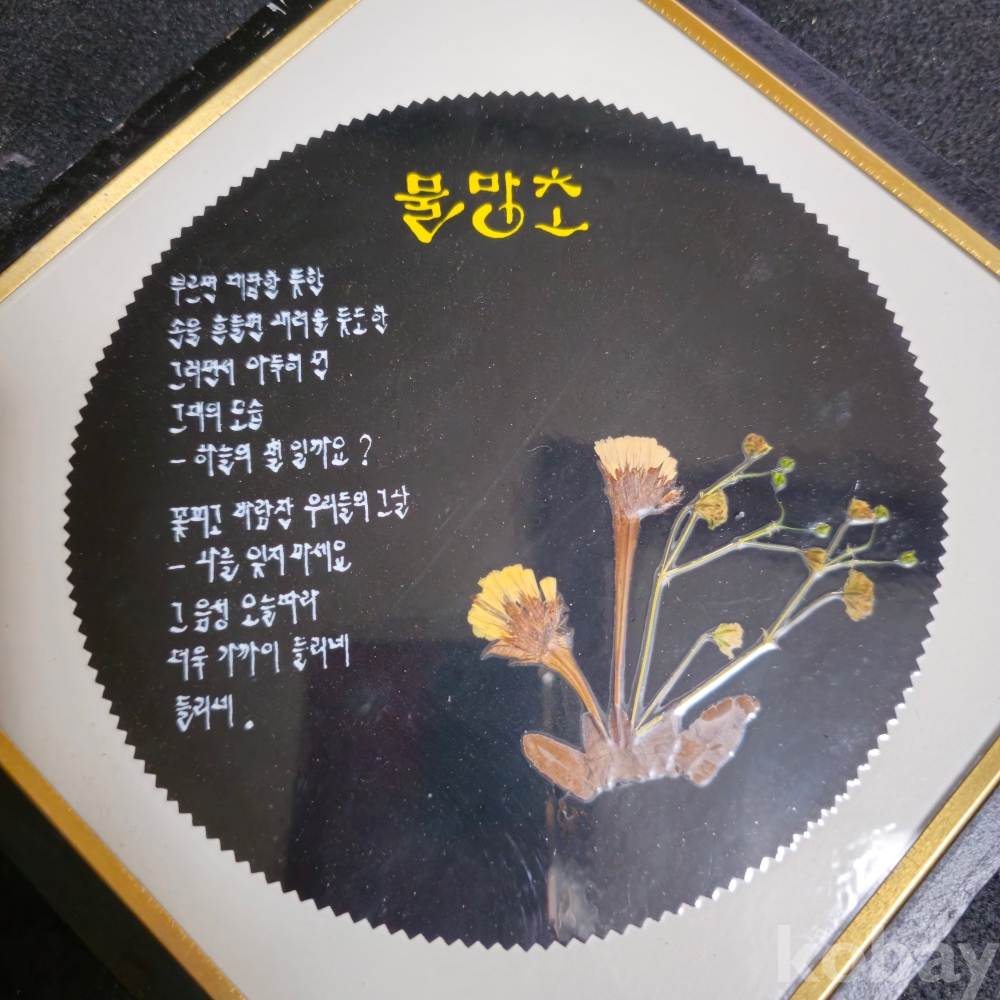 물망초
부르면 대답할 듯한
손을 흔들면 내려올 듯도 한
그러면서 아득히 먼
그대의 모습
- 하늘의 별 일까요?
꽃피고 바람잔 우리들의 그날
- 나를 잊지 마세요
그 음성 오늘따라
더욱 가까이 들리네
들리네.
kobay